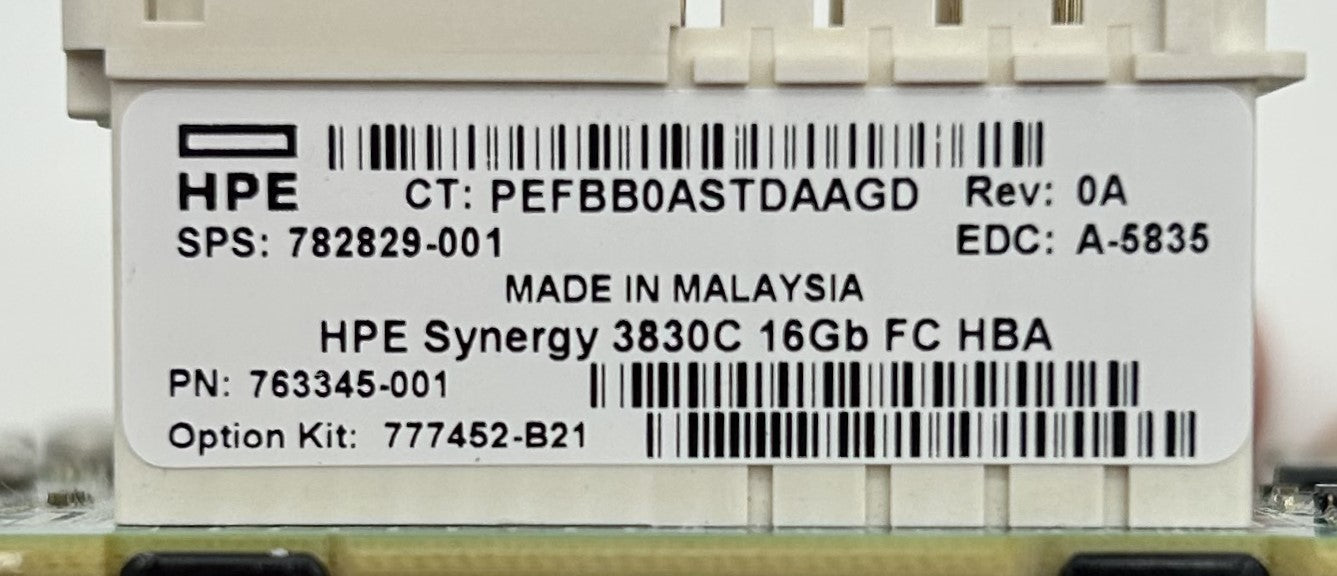 HPE CT: PEFBB0ASTDAAGD Rev: 0A
SPS: 782829-001 EDC: A-5835
MADE IN MALAYSIA
HPE Synergy 3830C 16Gb FC HBA
PN: 763345-001
Option Kit: 777452-B21